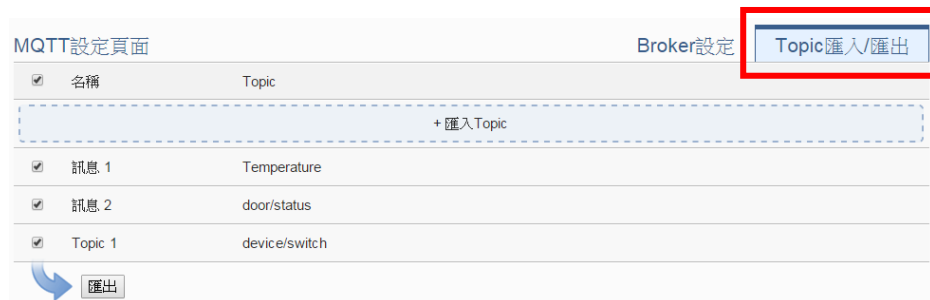 MQTT設定頁面 Broker設定 Topic匯入/匯出
名稱 Topic
+ 匯入Topic
訊息 1 Temperature
訊息 2 door/status
Topic 1 device/switch
匯出